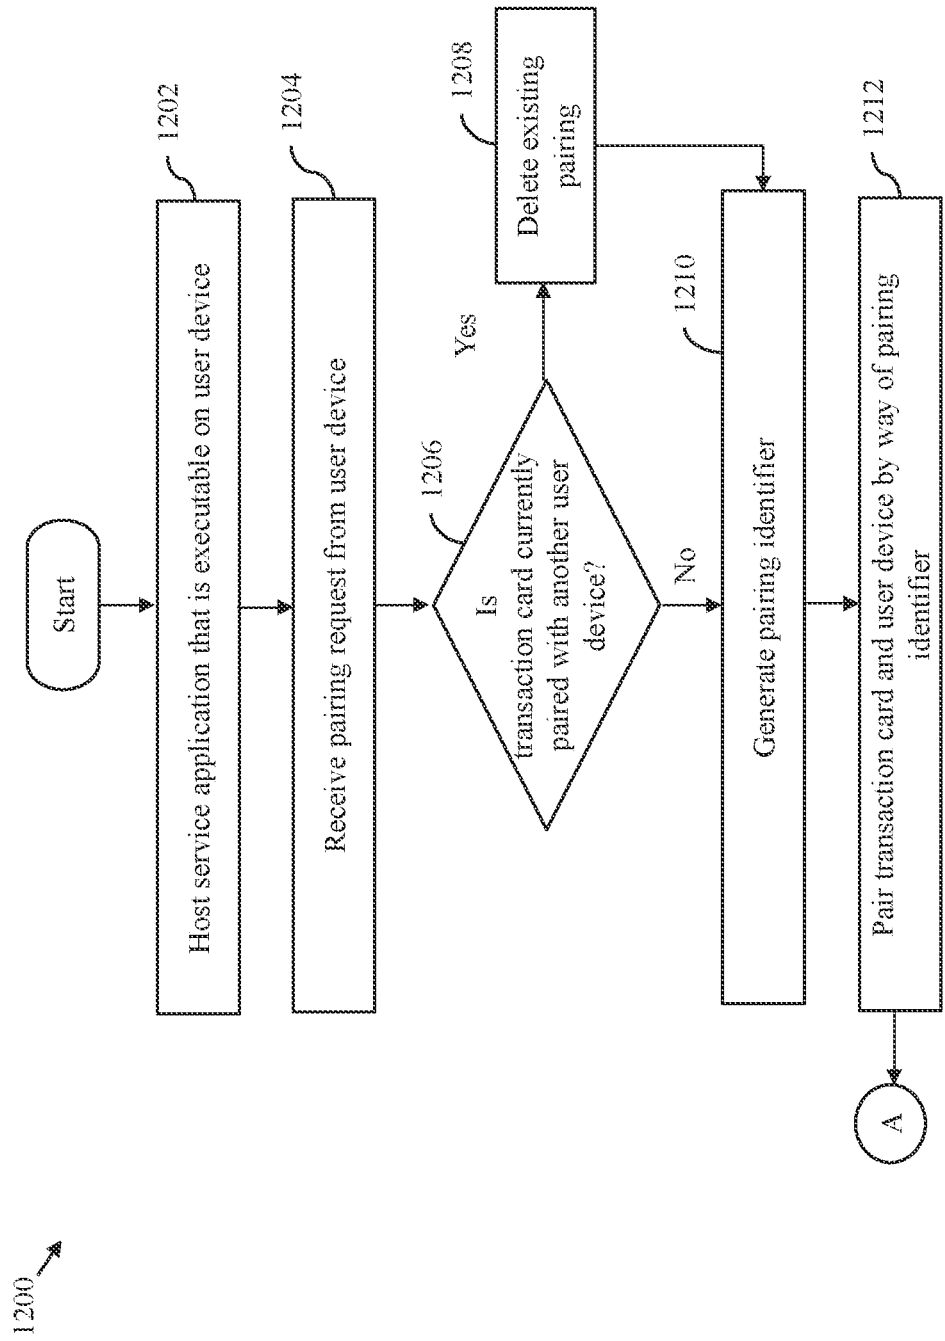 1200
Start
1202
Host service application that is executable on user device
1204
Receive pairing request from user device
1206
Is
transaction card currently
paired with another user
device?
Yes
1208
Delete existing
pairing
No
1210
Generate pairing identifier
1212
Pair transaction card and user device by way of pairing
identifier
A